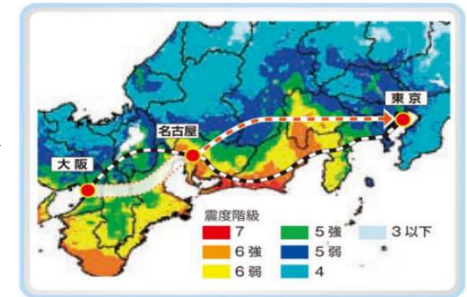 東 京
名古屋
大 阪
震度階級
7 5強 3以下
6強 5弱
6弱 4